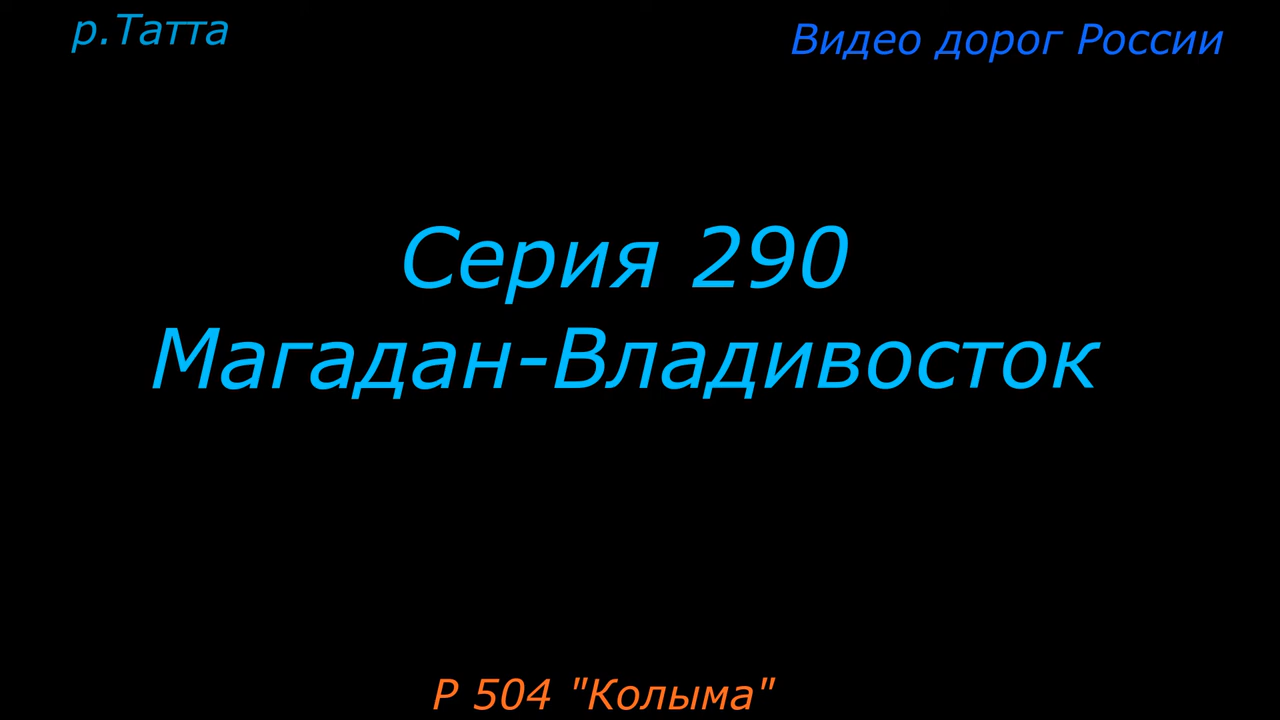 р.Татта
Видео дорог России
Серия 290
Магадан-Владивосток
Р 504 "Колыма"